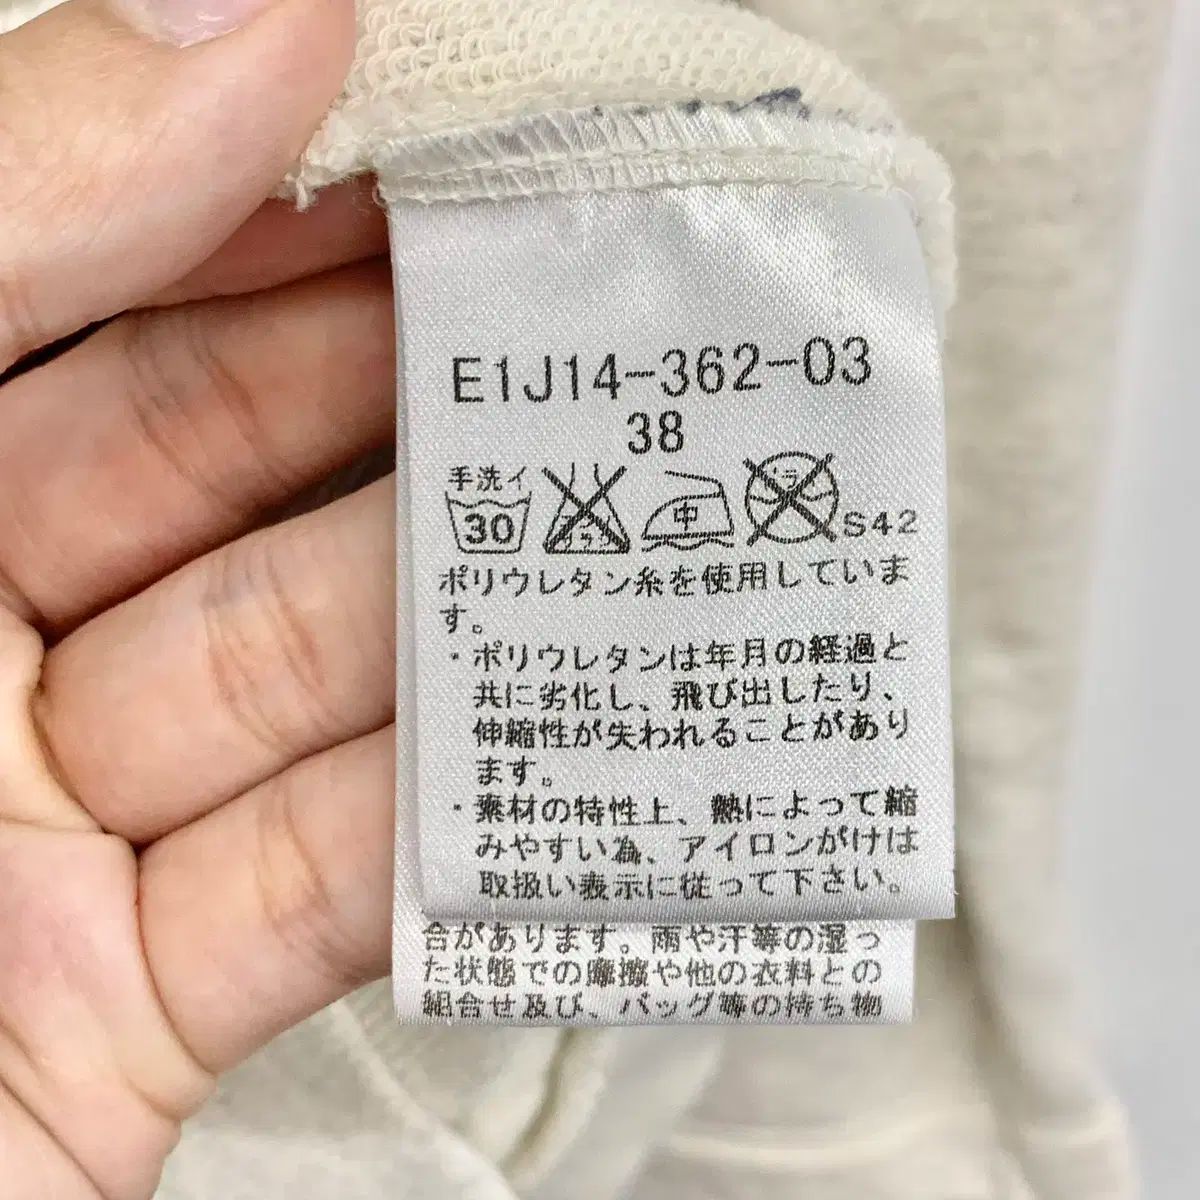 E1J14-362-03
38
手洗イ
30 中 ドライ S42
ポリウレタン糸を使用していま
す。
・ポリウレタンは年月の経過と
共に劣化し、飛び出したり、
伸縮性が失われることがあり
ます。
・素材の特性上、熱によって縮
みやすい為、アイロンがけは
取扱い表示に従って下さい。
合があります。雨や汗等の湿っ
た状態での摩擦や他の衣料との
組合せ及び、バッグ等の持ち物